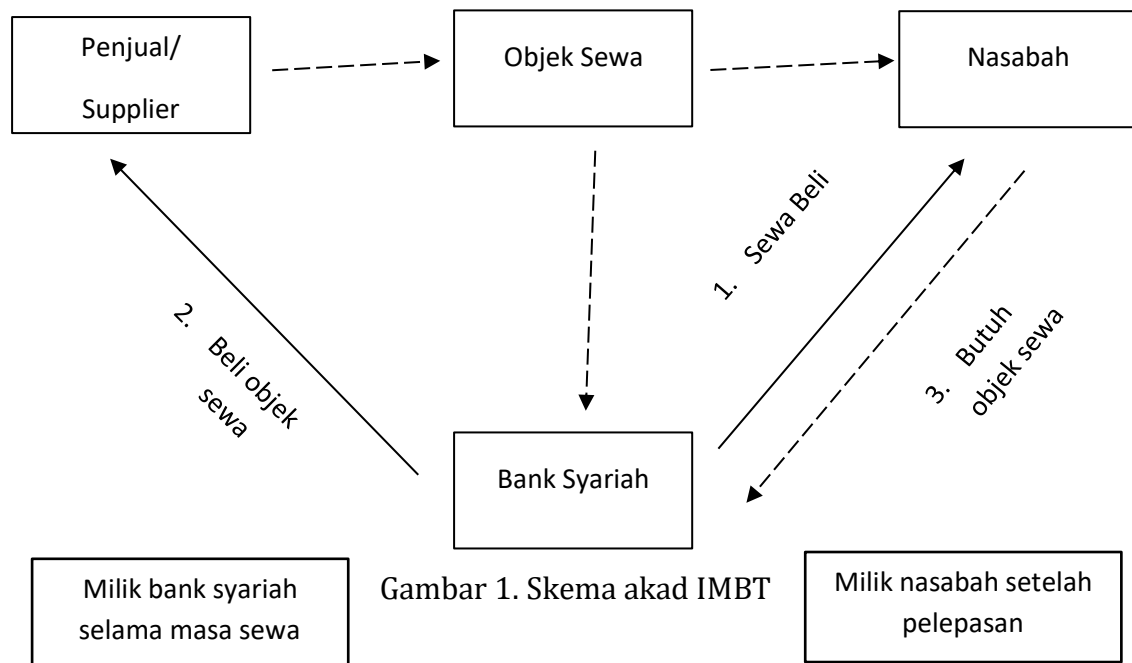 Penjual/
Supplier
Objek Sewa
Nasabah
1. Sewa Beli
2. Beli objek
sewa
3. Butuh
objek sewa
Bank Syariah
Milik bank syariah
selama masa sewa
Gambar 1. Skema akad IMBT
Milik nasabah setelah
pelepasan